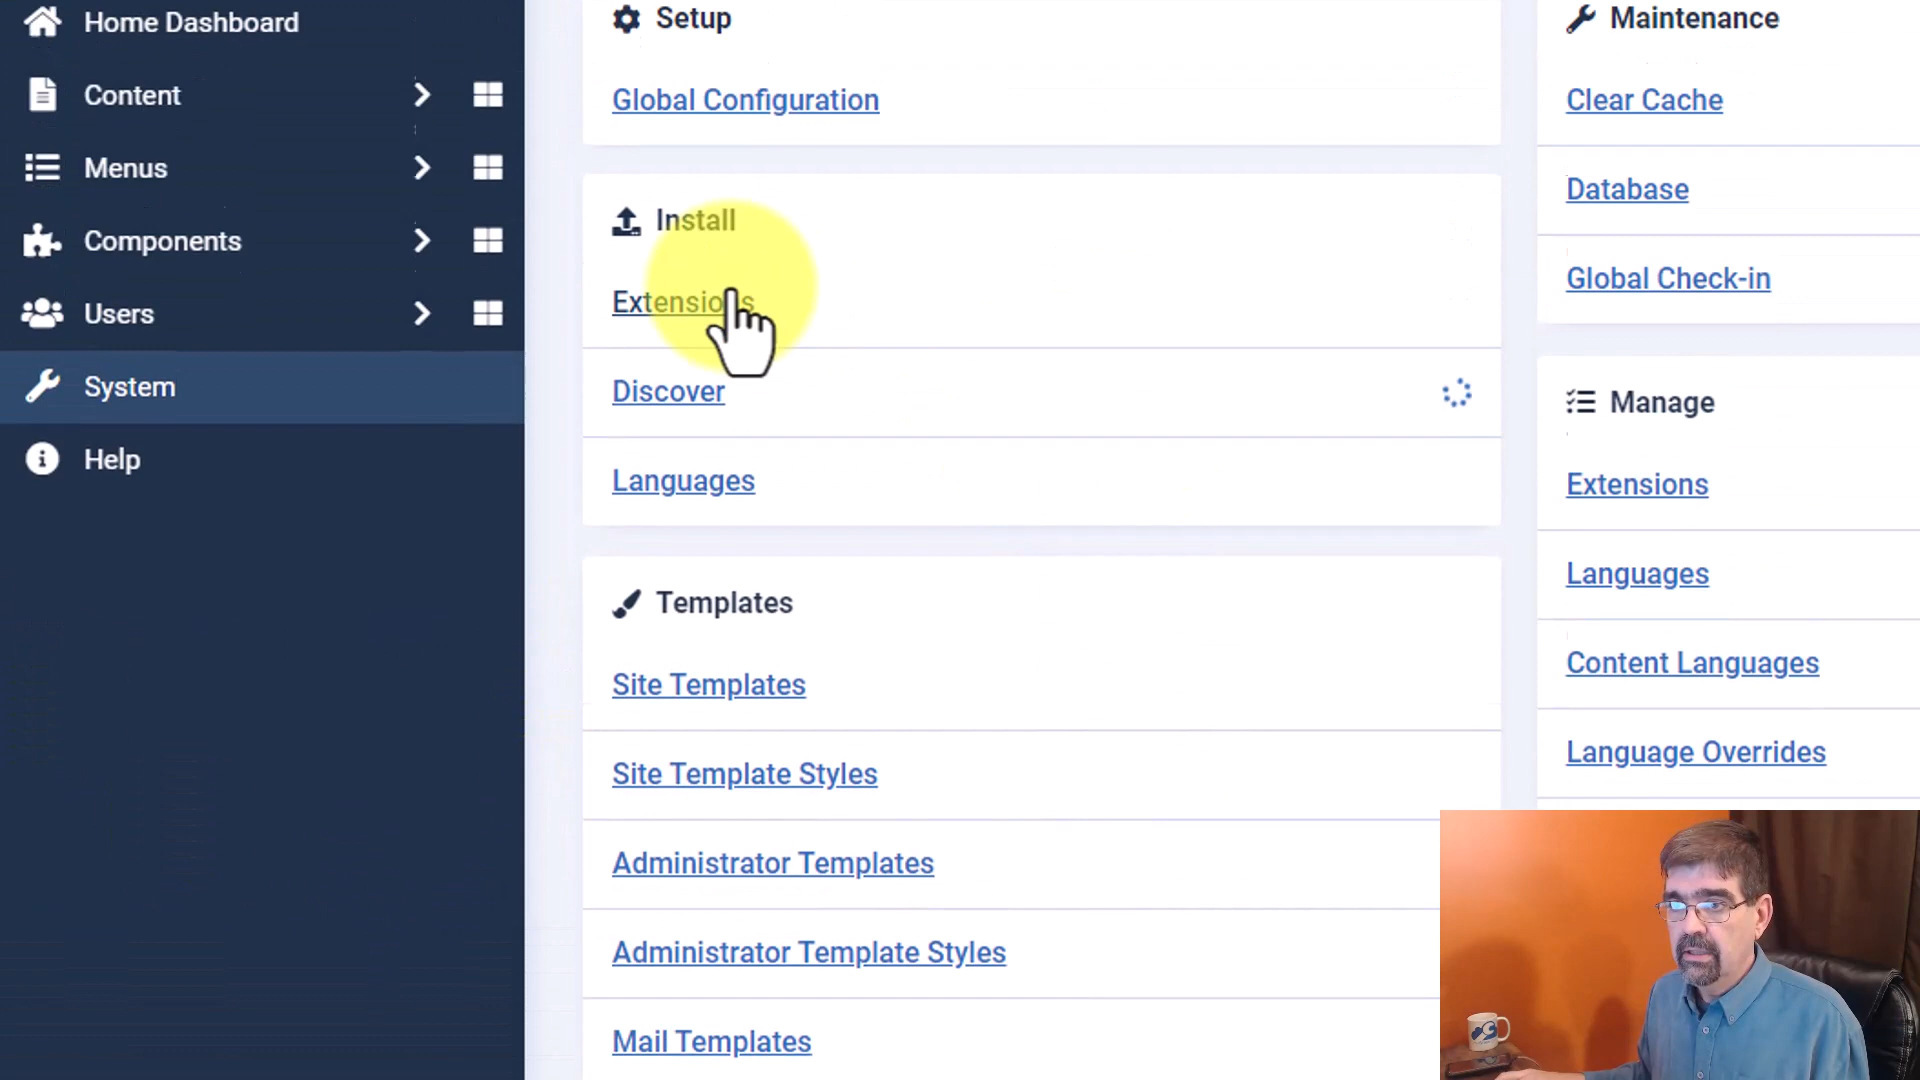 Home Dashboard
Content
Menus
Components
Users
System
Help
Setup
Global Configuration
Install
Extensions
Discover
Languages
Templates
Site Templates
Site Template Styles
Administrator Templates
Administrator Template Styles
Mail Templates
Maintenance
Clear Cache
Database
Global Check-in
Manage
Extensions
Languages
Content Languages
Language Overrides